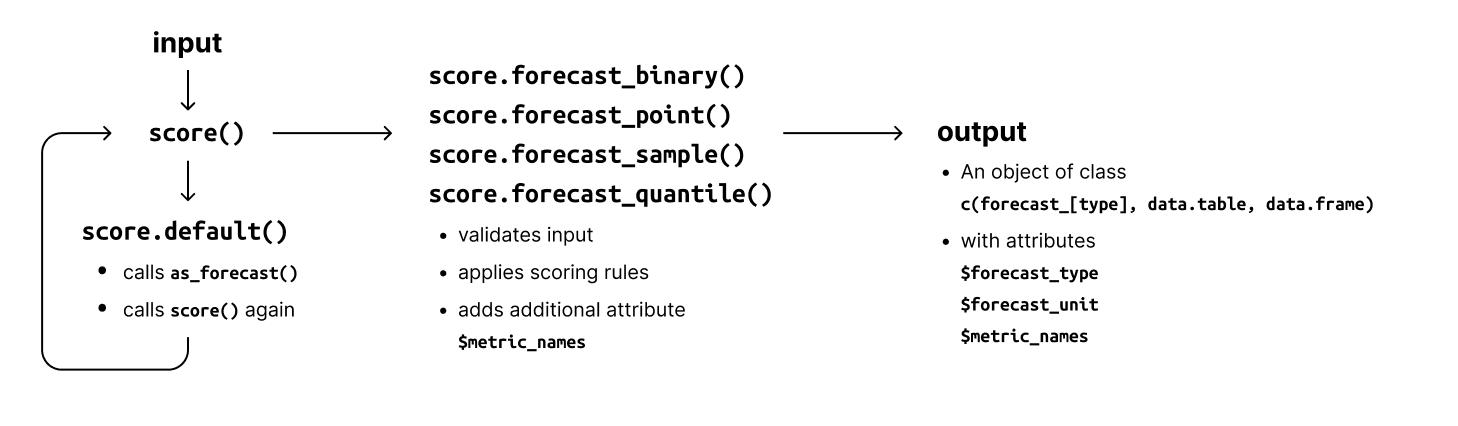 input
score()
score.default()
• calls as_forecast()
• calls score() again
score.forecast_binary()
score.forecast_point()
score.forecast_sample()
score.forecast_quantile()
• validates input
• applies scoring rules
• adds additional attribute
$metric_names
output
• An object of class
c(forecast_[type], data.table, data.frame)
• with attributes
$forecast_type
$forecast_unit
$metric_names